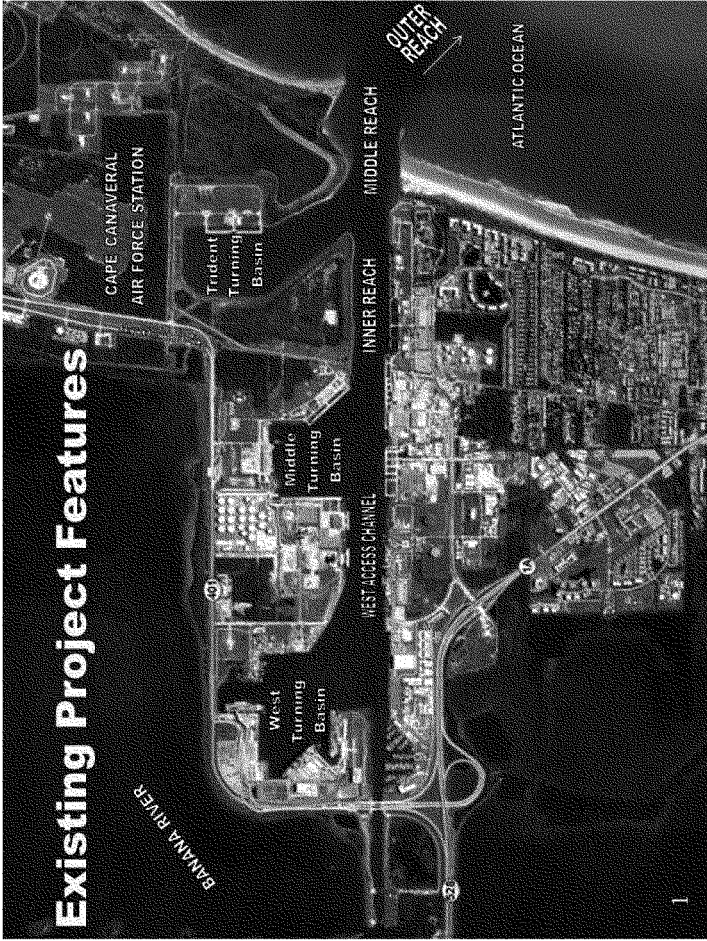 Existing Project Features
OUTER
REACH
ATLANTIC OCEAN
MIDDLE REACH
CAPE CANAVERAL
AIR FORCE STATION
Trident
Turning
Basin
INNER REACH
Middle
Turning
Basin
WEST ACCESS CHANNEL
401
A1
West
Turning
Basin
BANANA RIVER
528
1